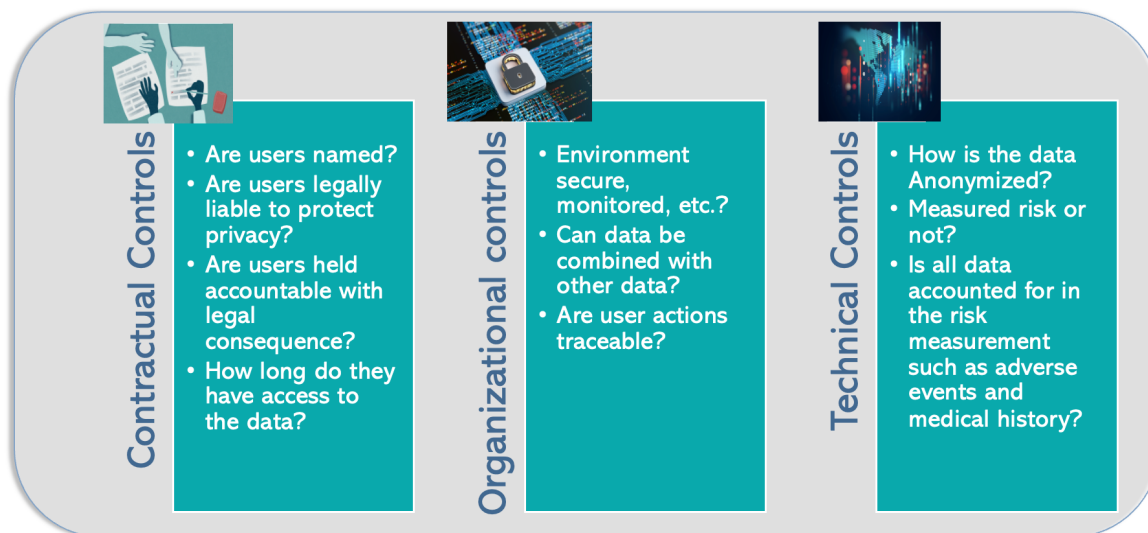 Contractual Controls
• Are users named?
• Are users legally
liable to protect
privacy?
• Are users held
accountable with
legal
consequence?
• How long do they
have access to
the data?
Organizational controls
• Environment
secure,
monitored, etc.?
• Can data be
combined with
other data?
• Are user actions
traceable?
Technical Controls
• How is the data
Anonymized?
• Measured risk or
not?
• Is all data
accounted for in
the risk
measurement
such as adverse
events and
medical history?